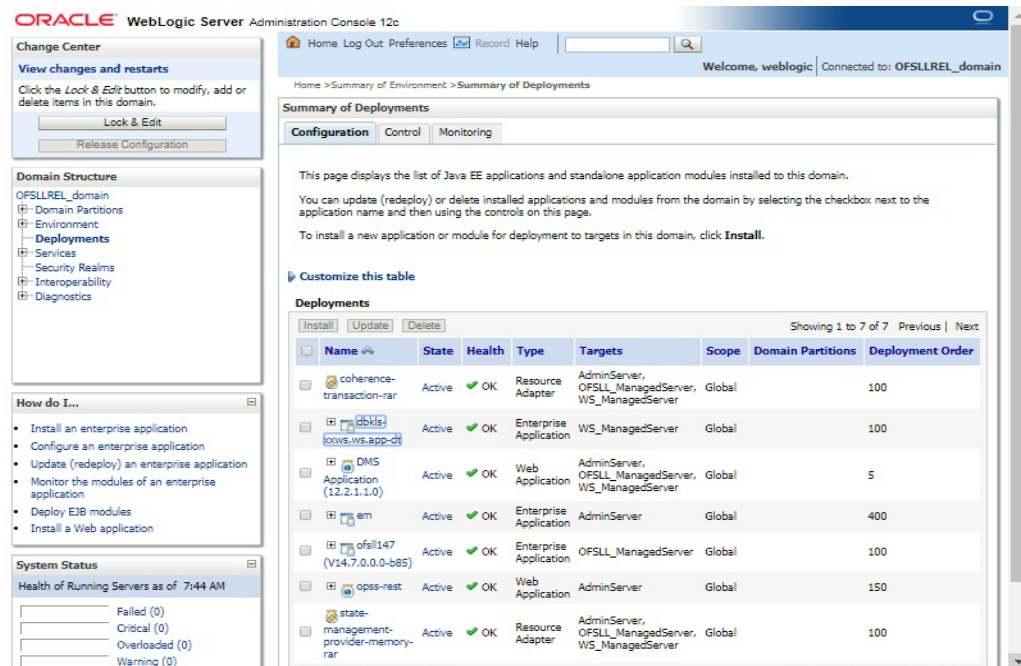 ORACLE WebLogic Server Administration Console 12c
Change Center
View changes and restarts
Click the Lock & Edit button to modify, add or
delete items in this domain.
Lock & Edit
Release Configuration
Domain Structure
OFSLLREL_domain
Domain Partitions
Environment
Deployments
Services
Security Realms
Interoperability
Diagnostics
How do I...
Install an enterprise application
Configure an enterprise application
Update (redeploy) an enterprise application
Monitor the modules of an enterprise
application
Deploy EJB modules
Install a Web application
System Status
Health of Running Servers as of 7:44 AM
Failed (0)
Critical (0)
Overloaded (0)
Warning (0)
Home Log Out Preferences Record Help
Welcome, weblogic Connected to: OFSLLREL_domain
Home >Summary of Environment >Summary of Deployments
Summary of Deployments
Configuration Control Monitoring
This page displays the list of Java EE applications and standalone application modules installed to this domain.
You can update (redeploy) or delete installed applications and modules from the domain by selecting the checkbox next to the
application name and then using the controls on this page.
To install a new application or module for deployment to targets in this domain, click Install.
Customize this table
Deployments
Install Update Delete Showing 1 to 7 of 7 Previous | Next
Name State Health Type Targets Scope Domain Partitions Deployment Order
coherence-
transaction-rar Active OK Resource
Adapter AdminServer,
OFSLL_ManagedServer,
WS_ManagedServer Global 100
dbkls-
xxws.ws.app-dt Active OK Enterprise
Application WS_ManagedServer Global 100
DMS
Application
(12.2.1.1.0) Active OK Web
Application AdminServer,
OFSLL_ManagedServer,
WS_ManagedServer Global 5
em Active OK Enterprise
Application AdminServer Global 400
ofsll147
(V14.7.0.0.0-b85) Active OK Enterprise
Application OFSLL_ManagedServer Global 100
opss-rest Active OK Web
Application AdminServer Global 150
state-
management-
provider-memory-
rar Active OK Resource
Adapter AdminServer,
OFSLL_ManagedServer,
WS_ManagedServer Global 100